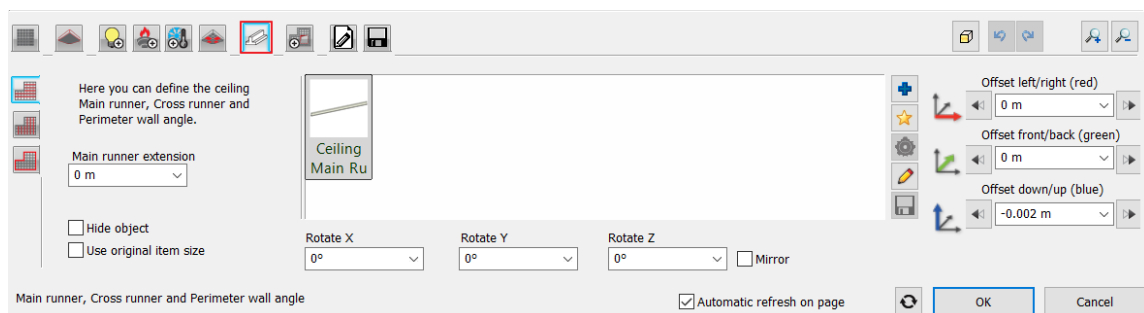 Here you can define the ceiling
Main runner, Cross runner and
Perimeter wall angle.
Main runner extension
0 m
Hide object
Use original item size
Ceiling
Main Ru
Rotate X
Rotate Y
Rotate Z
0°
0°
0°
Mirror
Offset left/right (red)
0 m
Offset front/back (green)
0 m
Offset down/up (blue)
-0.002 m
Main runner, Cross runner and Perimeter wall angle
Automatic refresh on page
OK
Cancel